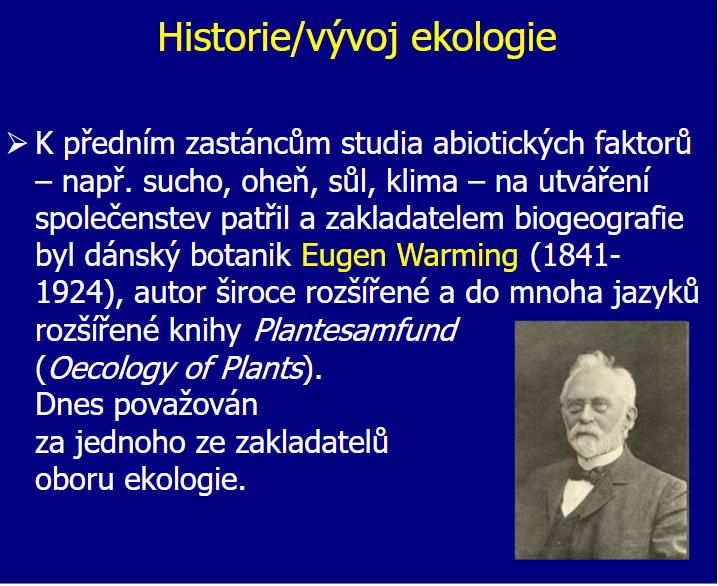 Historie/vývoj ekologie
➢ K předním zastáncům studia abiotických faktorů
– např. sucho, oheň, sůl, klima – na utváření
společenstev patřil a zakladatelem biogeografie
byl dánský botanik Eugen Warming (1841-
1924), autor široce rozšířené a do mnoha jazyků
rozšířené knihy Plantesamfund
(Oecology of Plants).
Dnes považován
za jednoho ze zakladatelů
oboru ekologie.